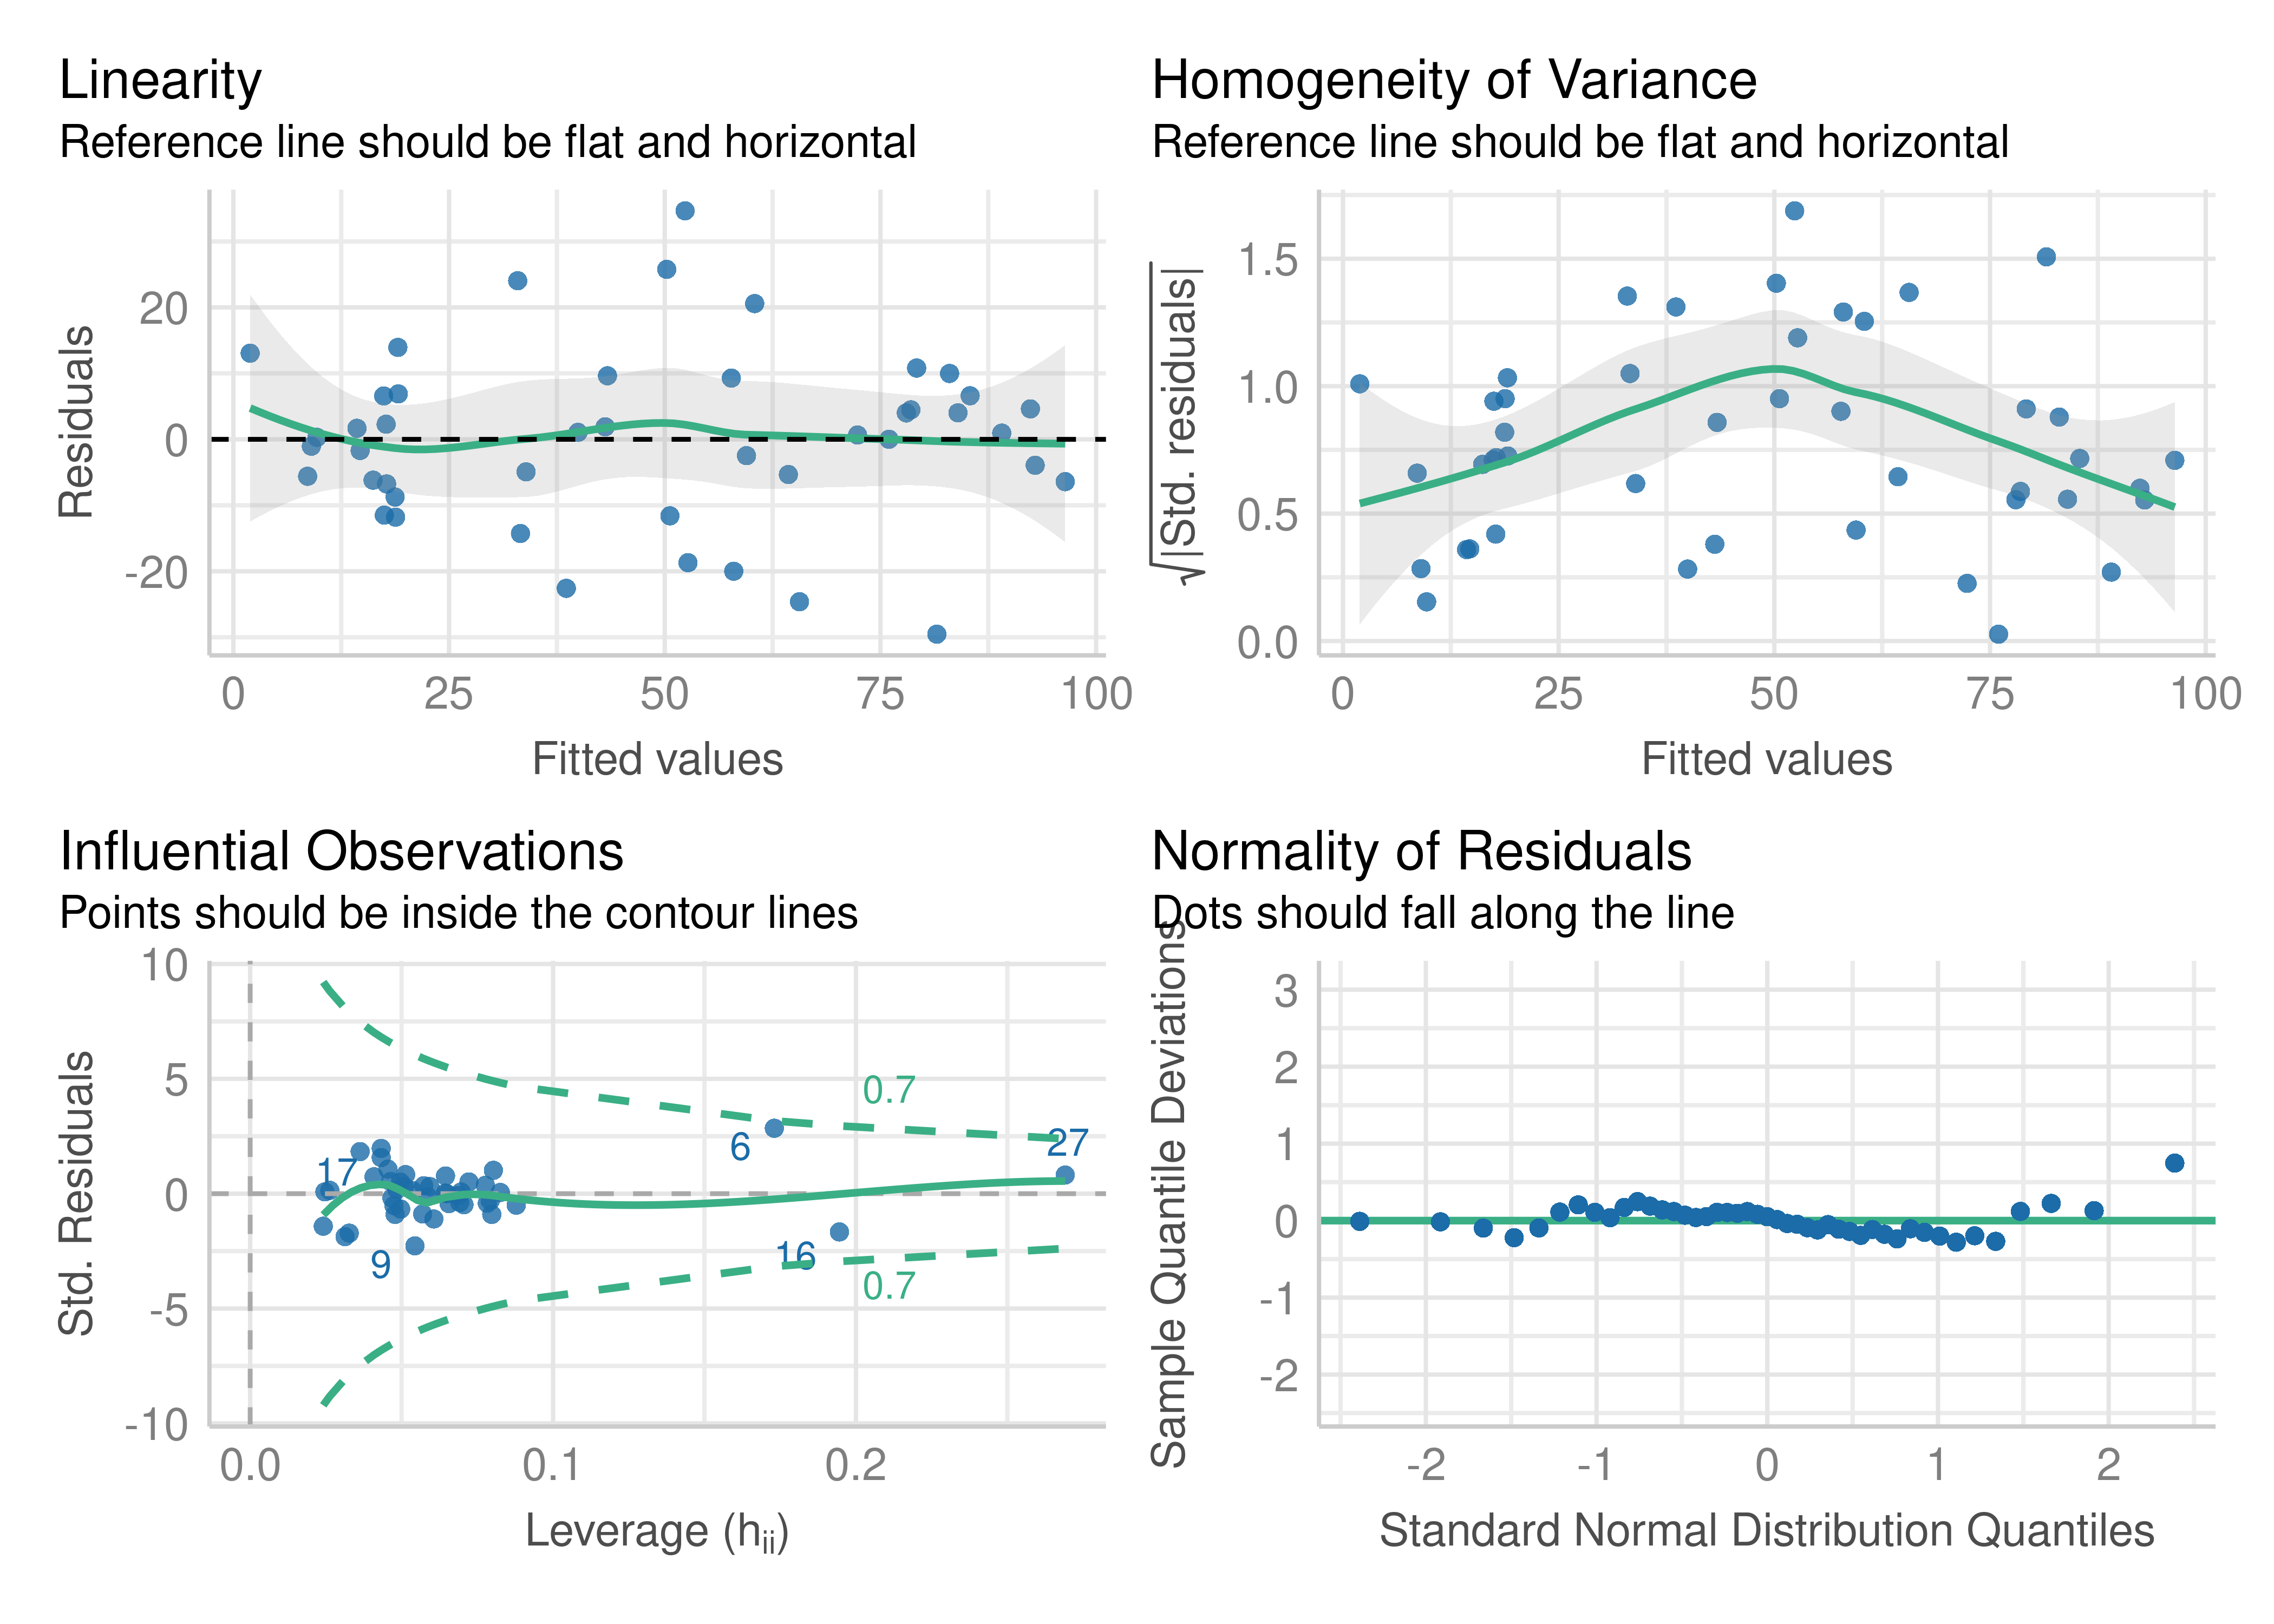 Linearity
Reference line should be flat and horizontal
Residuals
20
0
-20
0 25 50 75 100
Fitted values
Homogeneity of Variance
Reference line should be flat and horizontal
√|Std. residuals|
1.5
1.0
0.5
0.0
0 25 50 75 100
Fitted values
Influential Observations
Points should be inside the contour lines
Std. Residuals
10
5
0
-5
-10
0.7
6
27
17
9
16
0.7
0.0 0.1 0.2
Leverage (hii)
Normality of Residuals
Dots should fall along the line
Sample Quantile Deviations
3
2
1
0
-1
-2
-2 -1 0 1 2
Standard Normal Distribution Quantiles